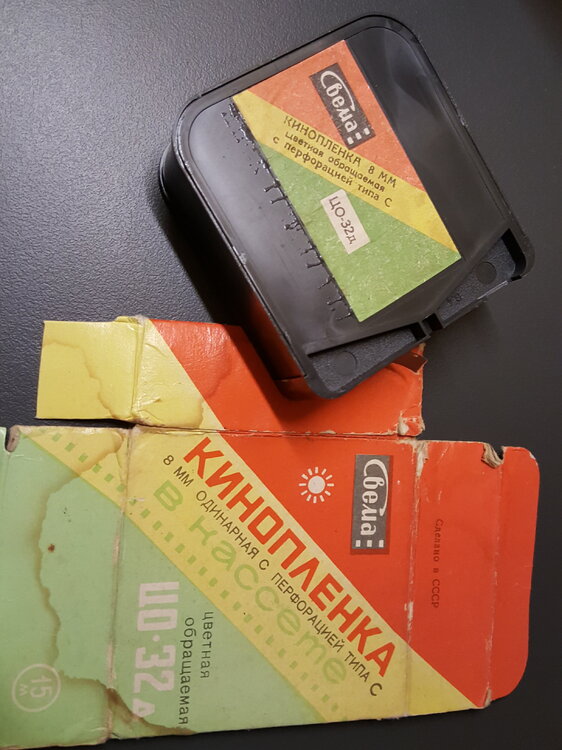 Свема
КИНОПЛЕНКА 8 ММ
цветная обращаемая
с перфорацией типа С
ЦО-32д
Свема
КИНОПЛЕНКА
8 ММ ОДИНАРНАЯ С ПЕРФОРАЦИЕЙ ТИПА С
в кассете
Сделано в СССР
цветная
обращаемая
ЦО-32д
15 м